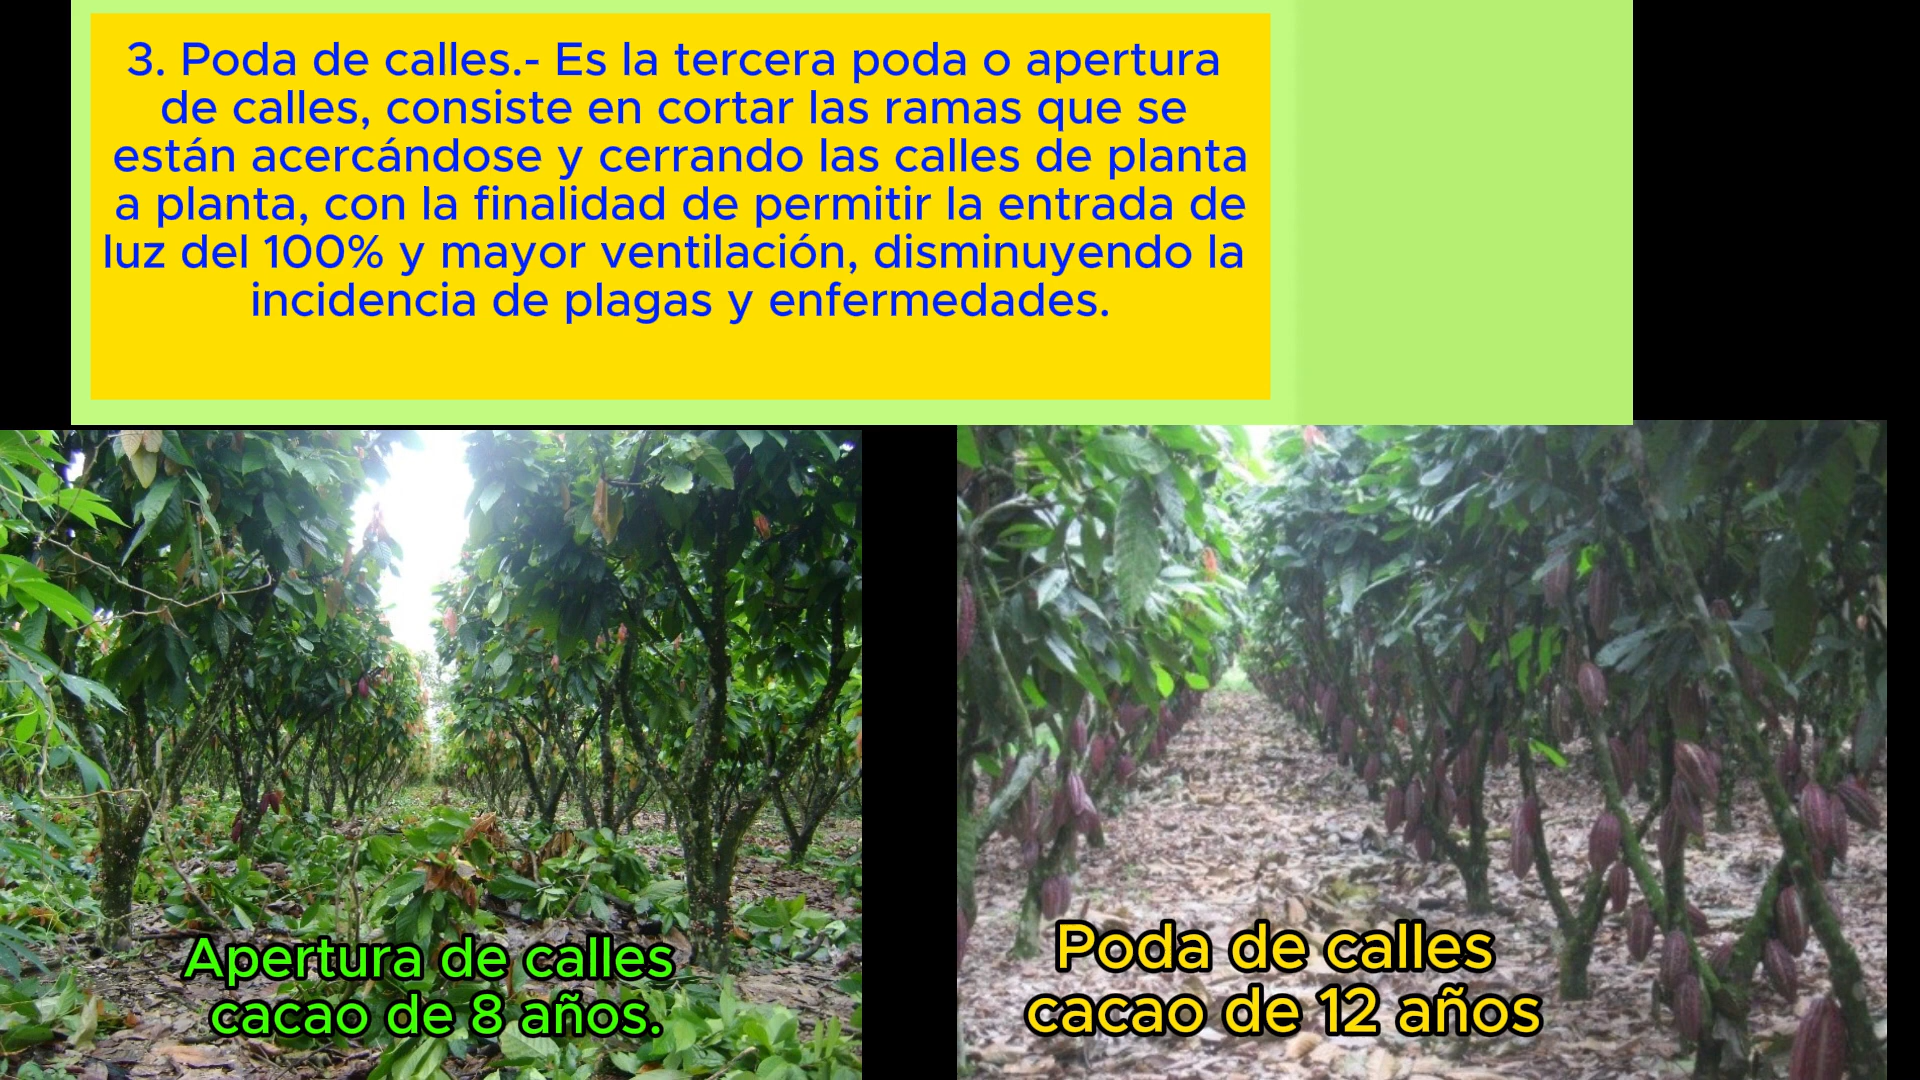 3. Poda de calles.- Es la tercera poda o apertura
de calles, consiste en cortar las ramas que se
están acercándose y cerrando las calles de planta
a planta, con la finalidad de permitir la entrada de
luz del 100% y mayor ventilación, disminuyendo la
incidencia de plagas y enfermedades.
Apertura de calles
cacao de 8 años.
Poda de calles
cacao de 12 años